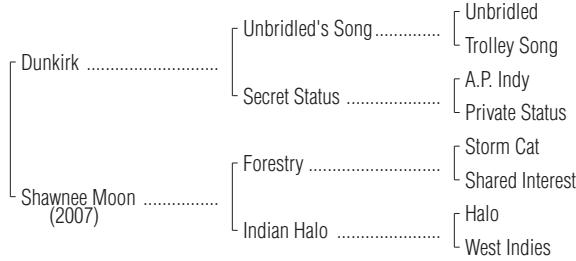 Unbridled
Unbridled's Song..............
Trolley Song
Dunkirk ............................
A.P. Indy
Secret Status ....................
Private Status
Storm Cat
Forestry ............................
Shared Interest
Shawnee Moon ................
(2007)
Halo
Indian Halo ......................
West Indies